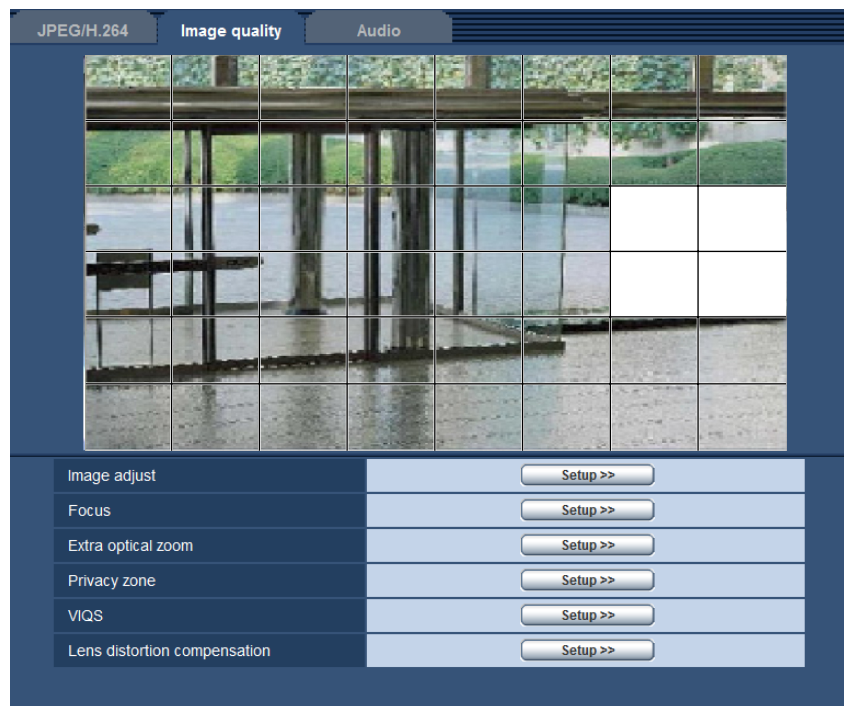 JPEG/H.264 Image quality Audio
Image adjust Setup >>
Focus Setup >>
Extra optical zoom Setup >>
Privacy zone Setup >>
VIQS Setup >>
Lens distortion compensation Setup >>